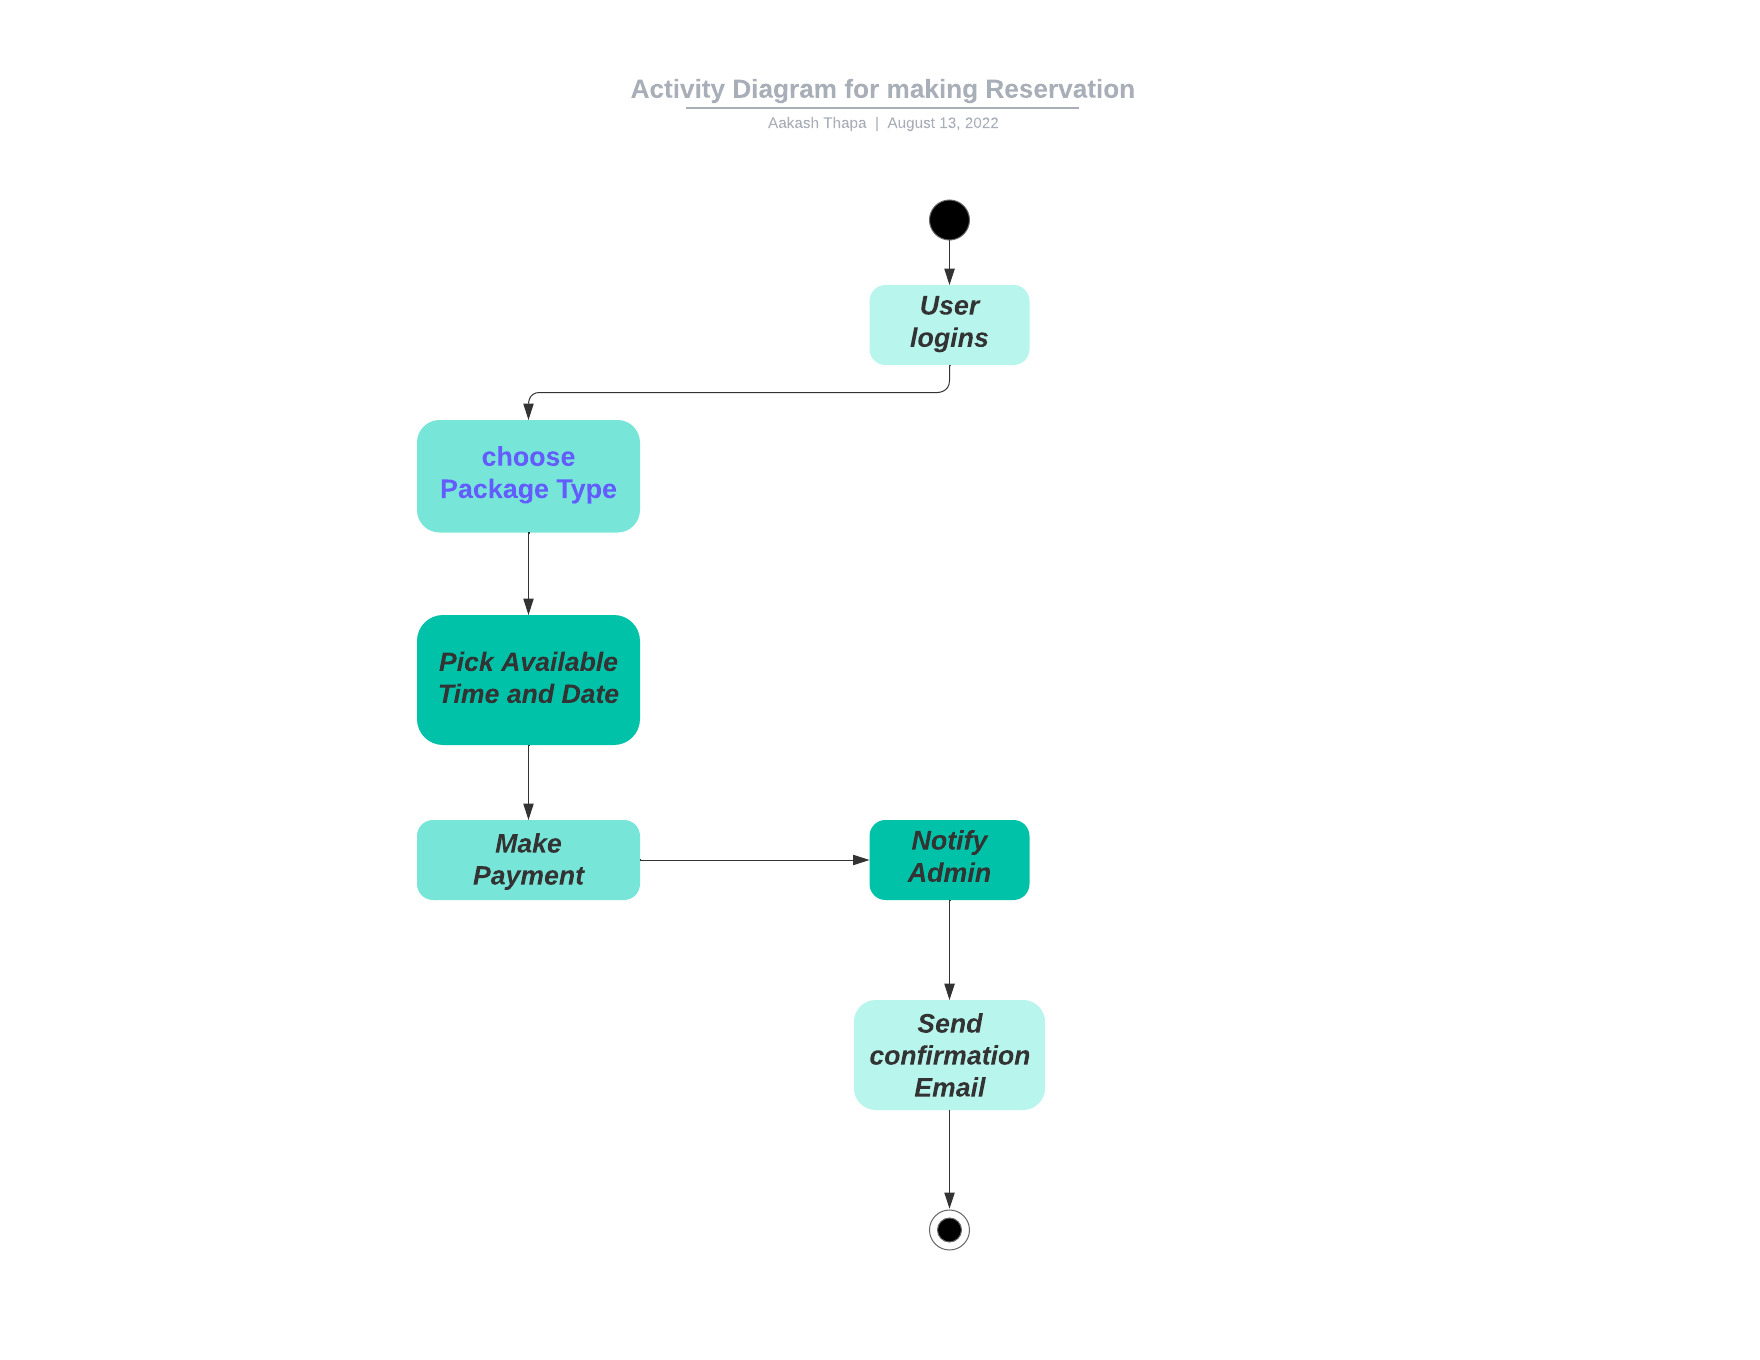 Activity Diagram for making Reservation
Aakash Thapa | August 13, 2022
User
logins
choose
Package Type
Pick Available
Time and Date
Make
Payment
Notify
Admin
Send
confirmation
Email